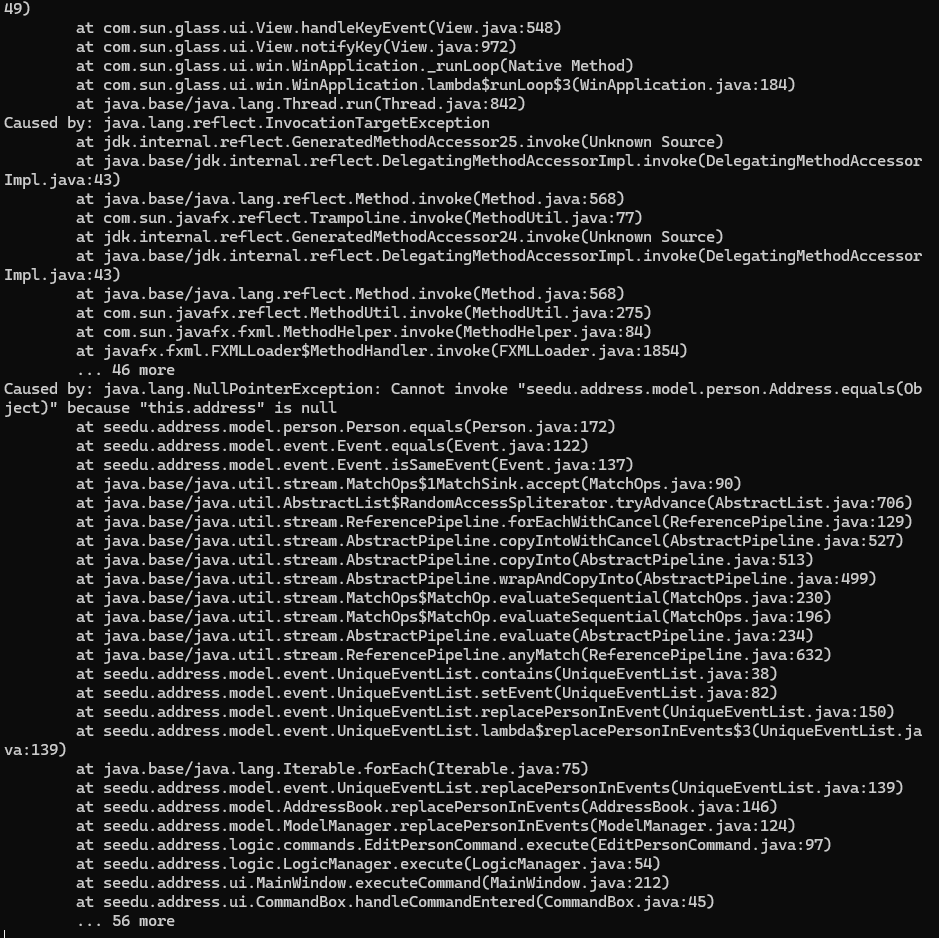 49)
        at com.sun.glass.ui.View.handleKeyEvent(View.java:548)
        at com.sun.glass.ui.View.notifyKey(View.java:972)
        at com.sun.glass.ui.win.WinApplication._runLoop(Native Method)
        at com.sun.glass.ui.win.WinApplication.lambda$runLoop$3(WinApplication.java:184)
        at java.base/java.lang.Thread.run(Thread.java:842)
Caused by: java.lang.reflect.InvocationTargetException
        at jdk.internal.reflect.GeneratedMethodAccessor25.invoke(Unknown Source)
        at java.base/jdk.internal.reflect.DelegatingMethodAccessorImpl.invoke(DelegatingMethodAccessor
Impl.java:43)
        at java.base/java.lang.reflect.Method.invoke(Method.java:568)
        at com.sun.javafx.reflect.Trampoline.invoke(MethodUtil.java:77)
        at jdk.internal.reflect.GeneratedMethodAccessor24.invoke(Unknown Source)
        at java.base/jdk.internal.reflect.DelegatingMethodAccessorImpl.invoke(DelegatingMethodAccessor
Impl.java:43)
        at java.base/java.lang.reflect.Method.invoke(Method.java:568)
        at com.sun.javafx.reflect.MethodUtil.invoke(MethodUtil.java:275)
        at com.sun.javafx.fxml.MethodHelper.invoke(MethodHelper.java:84)
        at javafx.fxml.FXMLLoader$MethodHandler.invoke(FXMLLoader.java:1854)
        ... 46 more
Caused by: java.lang.NullPointerException: Cannot invoke "seedu.address.model.person.Address.equals(Ob
ject)" because "this.address" is null
        at seedu.address.model.person.Person.equals(Person.java:172)
        at seedu.address.model.event.Event.equals(Event.java:122)
        at seedu.address.model.event.Event.isSameEvent(Event.java:137)
        at java.base/java.util.stream.MatchOps$1MatchSink.accept(MatchOps.java:90)
        at java.base/java.util.AbstractList$RandomAccessSpliterator.tryAdvance(AbstractList.java:706)
        at java.base/java.util.stream.ReferencePipeline.forEachWithCancel(ReferencePipeline.java:129)
        at java.base/java.util.stream.AbstractPipeline.copyIntoWithCancel(AbstractPipeline.java:527)
        at java.base/java.util.stream.AbstractPipeline.copyInto(AbstractPipeline.java:513)
        at java.base/java.util.stream.AbstractPipeline.wrapAndCopyInto(AbstractPipeline.java:499)
        at java.base/java.util.stream.MatchOps$MatchOp.evaluateSequential(MatchOps.java:230)
        at java.base/java.util.stream.MatchOps$MatchOp.evaluateSequential(MatchOps.java:196)
        at java.base/java.util.stream.AbstractPipeline.evaluate(AbstractPipeline.java:234)
        at java.base/java.util.stream.ReferencePipeline.anyMatch(ReferencePipeline.java:632)
        at seedu.address.model.event.UniqueEventList.contains(UniqueEventList.java:38)
        at seedu.address.model.event.UniqueEventList.setEvent(UniqueEventList.java:82)
        at seedu.address.model.event.UniqueEventList.replacePersonInEvent(UniqueEventList.java:150)
        at seedu.address.model.event.UniqueEventList.lambda$replacePersonInEvents$3(UniqueEventList.ja
va:139)
        at java.base/java.lang.Iterable.forEach(Iterable.java:75)
        at seedu.address.model.event.UniqueEventList.replacePersonInEvents(UniqueEventList.java:139)
        at seedu.address.model.AddressBook.replacePersonInEvents(AddressBook.java:146)
        at seedu.address.model.ModelManager.replacePersonInEvents(ModelManager.java:124)
        at seedu.address.logic.commands.EditPersonCommand.execute(EditPersonCommand.java:97)
        at seedu.address.logic.LogicManager.execute(LogicManager.java:54)
        at seedu.address.ui.MainWindow.executeCommand(MainWindow.java:212)
        at seedu.address.ui.CommandBox.handleCommandEntered(CommandBox.java:45)
        ... 56 more